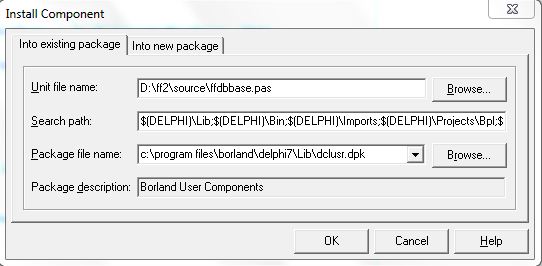 Install Component
Into existing package Into new package
Unit file name: D:\ff2\source\ffdbbase.pas Browse...
Search path: $(DELPHI)\Lib;$(DELPHI)\Bin;$(DELPHI)\Imports;$(DELPHI)\Projects\Bpl;$
Package file name: c:\program files\borland\delphi7\Lib\dclusr.dpk Browse...
Package description: Borland User Components
OK Cancel Help